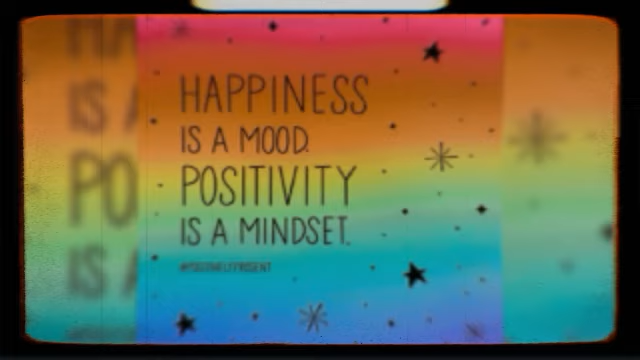 HAPPINESS
IS A MOOD.
POSITIVITY
IS A MINDSET.